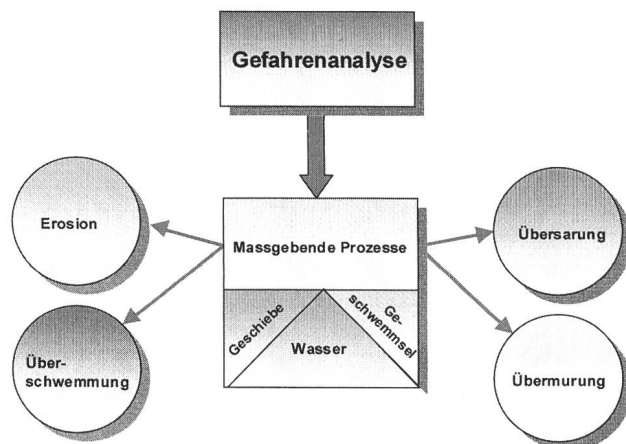 Gefahrenanalyse
Erosion
Massgebende Prozesse
Übersarung
Geschiebe
Ge-
schwemmsel
Wasser
Über-
schwemmung
Übermurung